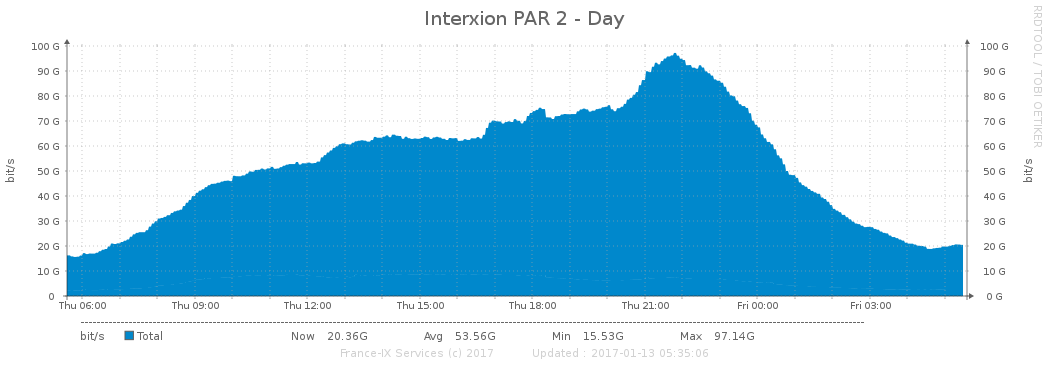 Interxion PAR 2 - Day
RRDTOOL / TOBI OETIKER
bit/s
100 G
90 G
80 G
70 G
60 G
50 G
40 G
30 G
20 G
10 G
0
100 G
90 G
80 G
70 G
60 G
50 G
40 G
30 G
20 G
10 G
0 G
bit/s
Thu 06:00 Thu 09:00 Thu 12:00 Thu 15:00 Thu 18:00 Thu 21:00 Fri 00:00 Fri 03:00
bit/s Total Now 20.36G Avg 53.56G Min 15.53G Max 97.14G
France-IX Services (c) 2017 Updated : 2017-01-13 05:35:06